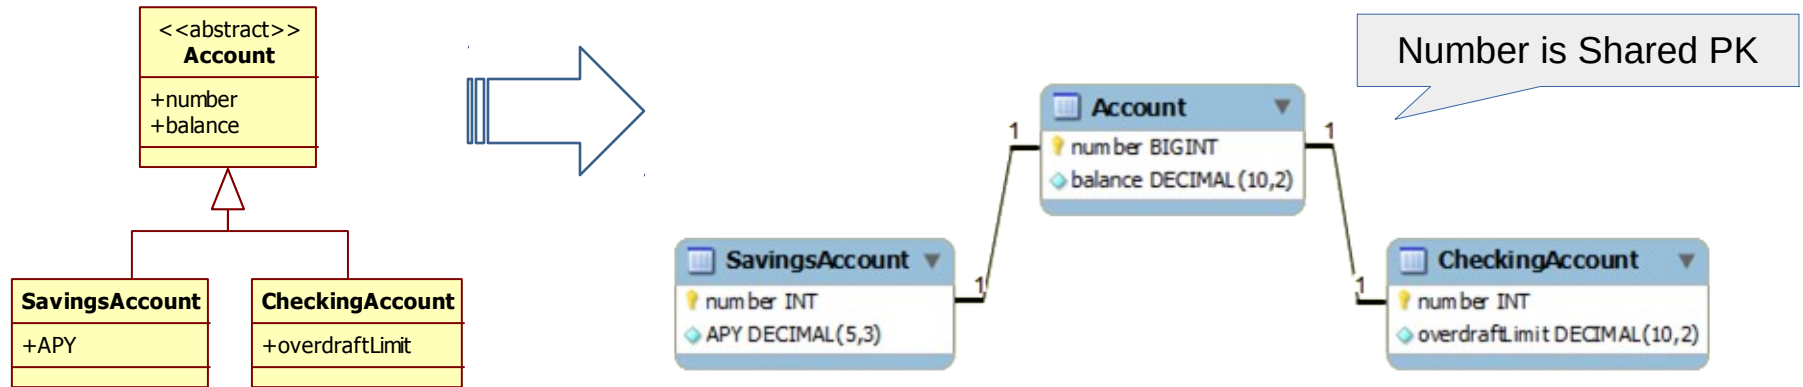 <<abstract>>
Account
+number
+balance
SavingsAccount
+APY
CheckingAccount
+overdraftLimit
Number is Shared PK
Account
number BIGINT
balance DECIMAL(10,2)
1
1
SavingsAccount
number INT
APY DECIMAL(5,3)
1
1
CheckingAccount
number INT
overdraftLimit DECIMAL(10,2)